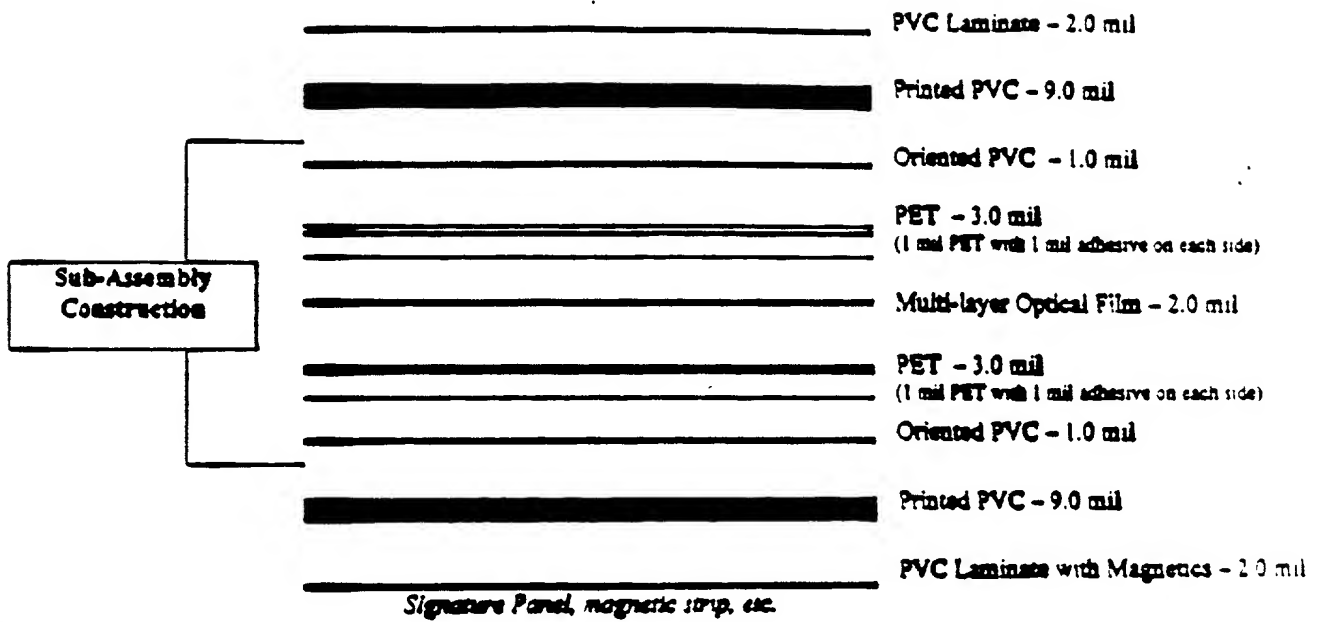 PVC Laminate – 2.0 mil
Printed PVC – 9.0 mil
Oriented PVC – 1.0 mil
PET – 3.0 mil
(1 mil PET with 1 mil adhesive on each side)
Sub-Assembly
Construction
Multi-layer Optical Film – 2.0 mil
PET – 3.0 mil
(1 mil PET with 1 mil adhesive on each side)
Oriented PVC – 1.0 mil
Printed PVC – 9.0 mil
PVC Laminate with Magnetics – 2.0 mil
Signature Panel, magnetic strip, etc.